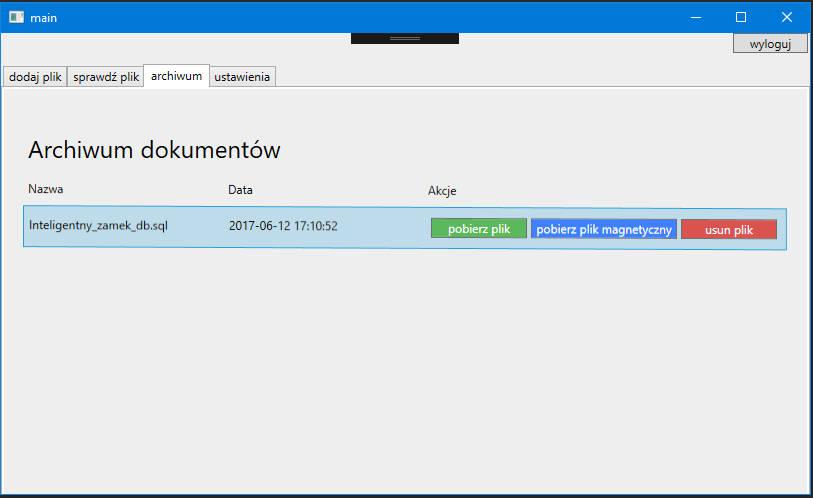 main
wyloguj
dodaj plik sprawdź plik archiwum ustawienia
Archiwum dokumentów
Nazwa Data Akcje
Inteligentny_zamek_db.sql 2017-06-12 17:10:52 pobierz plik pobierz plik magnetyczny usun plik